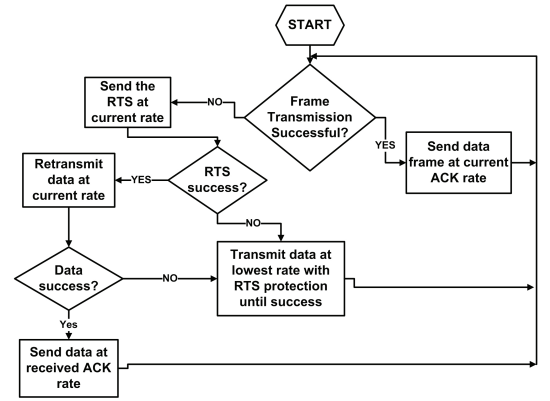 START
Send the
RTS at
current rate
NO
Frame
Transmission
Successful?
YES
Send data
frame at current
ACK rate
Retransmit
data at
current rate
YES
RTS
success?
NO
Data
success?
NO
Transmit data at
lowest rate with
RTS protection
until success
Yes
Send data at
received ACK
rate